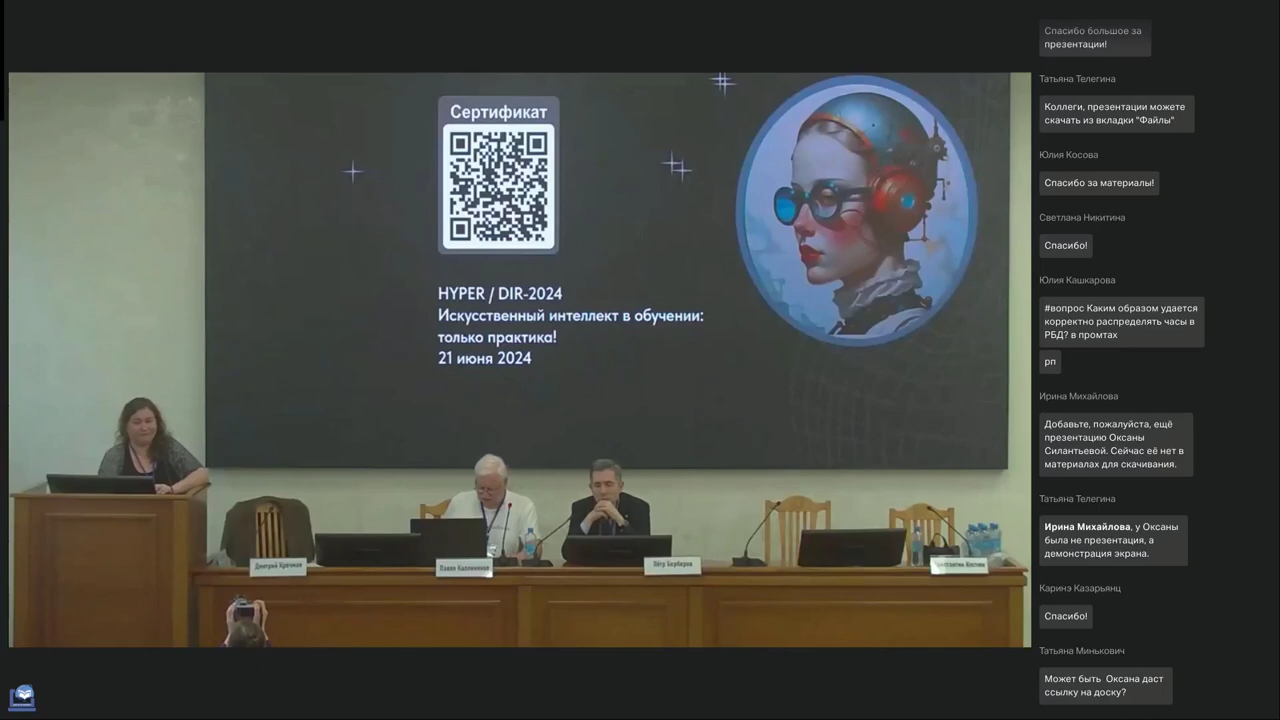 Сертификат
HYPER / DIR-2024
Искусственный интеллект в обучении:
только практика!
21 июня 2024
Дмитрий Крячков
Павел Калинников
Пётр Берберов
Спасибо большое за
презентации!
Татьяна Телегина
Коллеги, презентации можете
скачать из вкладки "Файлы"
Юлия Косова
Спасибо за материалы!
Светлана Никитина
Спасибо!
Юлия Кашкарова
#вопрос Каким образом удается
корректно распределять часы в
РБД? в промтах
рп
Ирина Михайлова
Добавьте, пожалуйста, ещё
презентацию Оксаны
Силантьевой. Сейчас её нет в
материалах для скачивания.
Татьяна Телегина
Ирина Михайлова, у Оксаны
была не презентация, а
демонстрация экрана.
Каринэ Казарьянц
Спасибо!
Татьяна Минькович
Может быть Оксана даст
ссылку на доску?